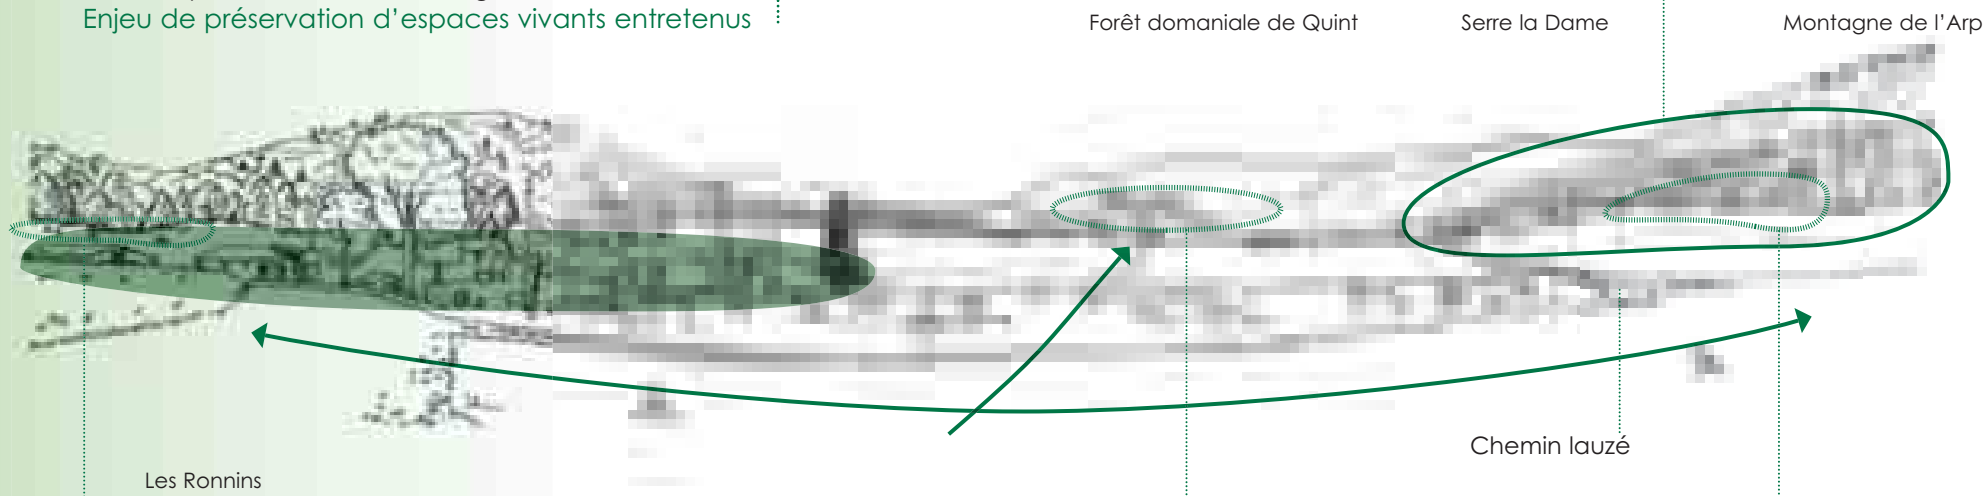 Enjeu de préservation d’espaces vivants entretenus
Forêt domaniale de Quint
Serre la Dame
Montagne de l’Arp
Chemin lauzé
Les Ronnins